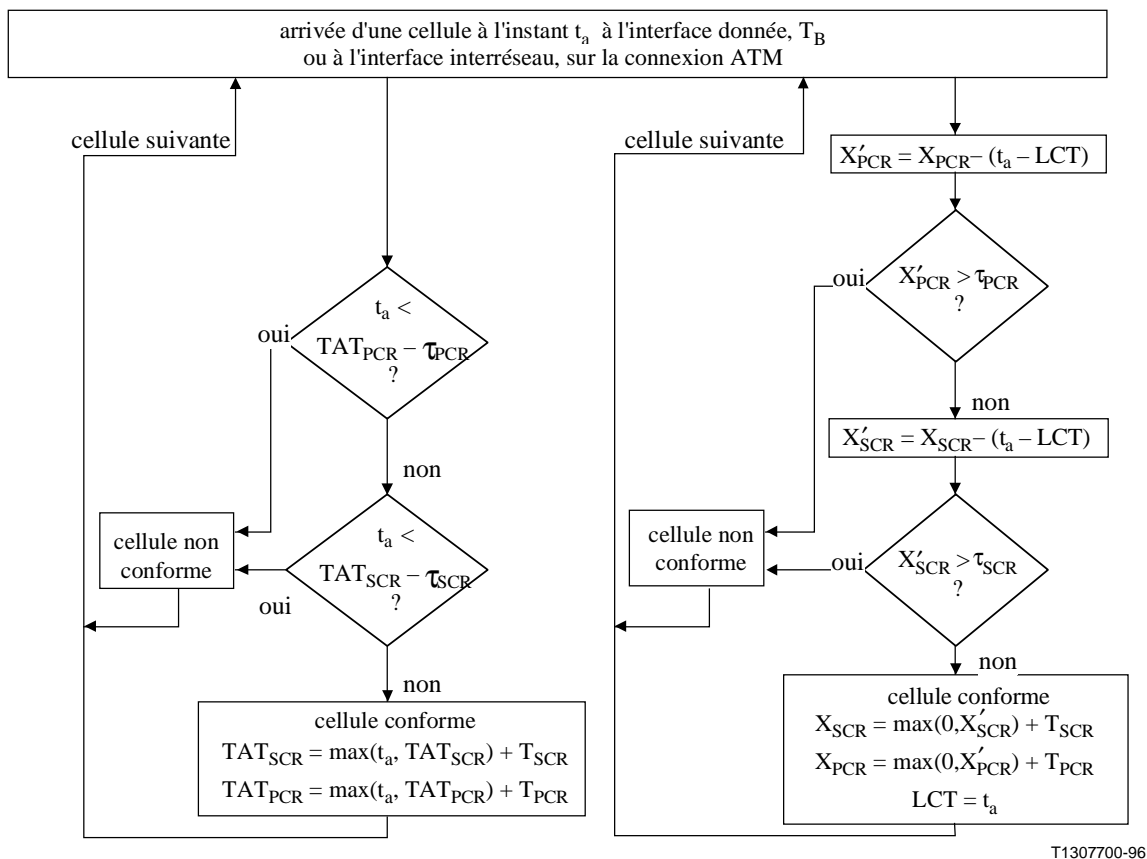 arrivée d'une cellule à l'instant t_a à l'interface donnée, T_B
ou à l'interface interréseau, sur la connexion ATM
cellule suivante
t_a <
TAT_PCR – τ_PCR
?
oui
non
t_a <
TAT_SCR – τ_SCR
?
oui
cellule non
conforme
non
cellule conforme
TAT_SCR = max(t_a, TAT_SCR) + T_SCR
TAT_PCR = max(t_a, TAT_PCR) + T_PCR
cellule suivante
X′_PCR = X_PCR – (t_a – LCT)
X′_PCR > τ_PCR
?
oui
non
X′_SCR = X_SCR – (t_a – LCT)
X′_SCR > τ_SCR
?
oui
cellule non
conforme
non
cellule conforme
X_SCR = max(0,X′_SCR) + T_SCR
X_PCR = max(0,X′_PCR) + T_PCR
LCT = t_a
T1307700-96